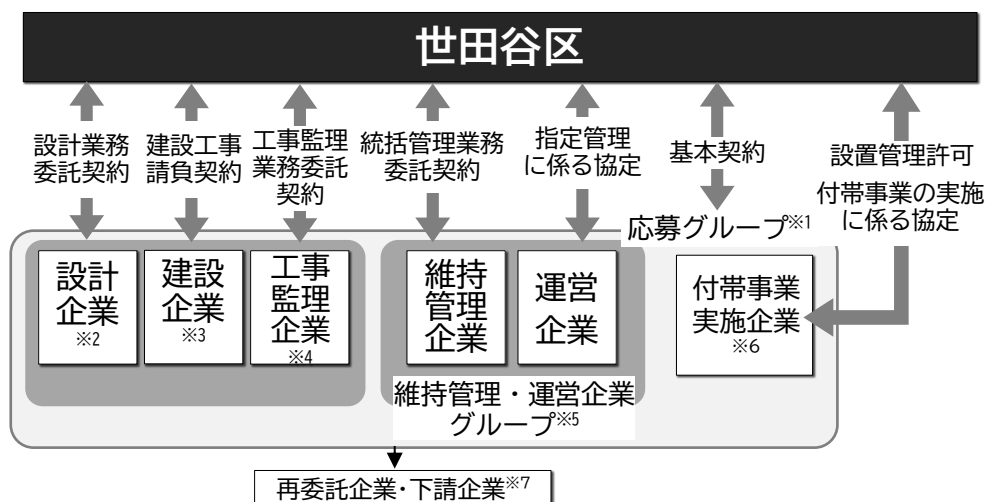 世田谷区
設計業務
委託契約
建設工事
請負契約
工事監理
業務委託
契約
統括管理業務
委託契約
指定管理
に係る協定
基本契約
設置管理許可
付帯事業の実施
に係る協定
応募グループ※1
設計
企業
※2
建設
企業
※3
工事
監理
企業
※4
維持
管理
企業
運営
企業
付帯事業
実施企業
※6
維持管理・運営企業
グループ※5
再委託企業・下請企業※7